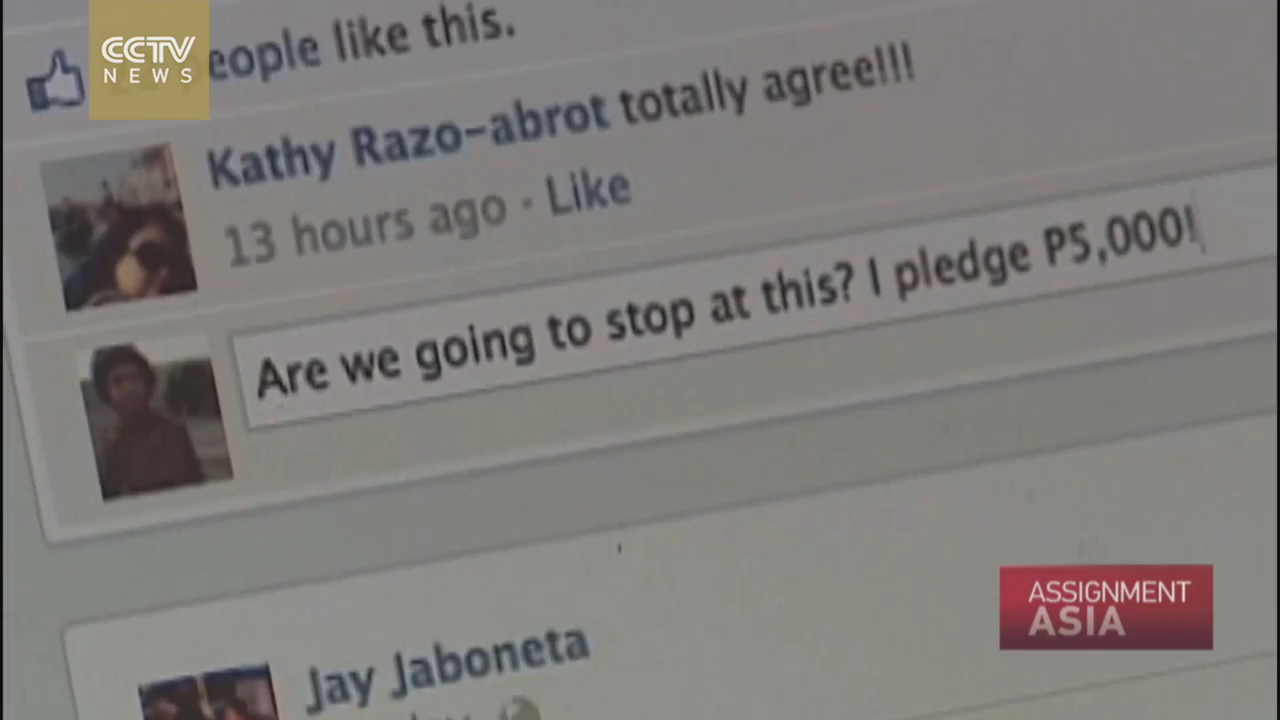 CCTV
NEWS
eople like this.
Kathy Razo-abrot totally agree!!!
13 hours ago · Like
Are we going to stop at this? I pledge P5,000!
ASSIGNMENT
ASIA
Jay Jaboneta